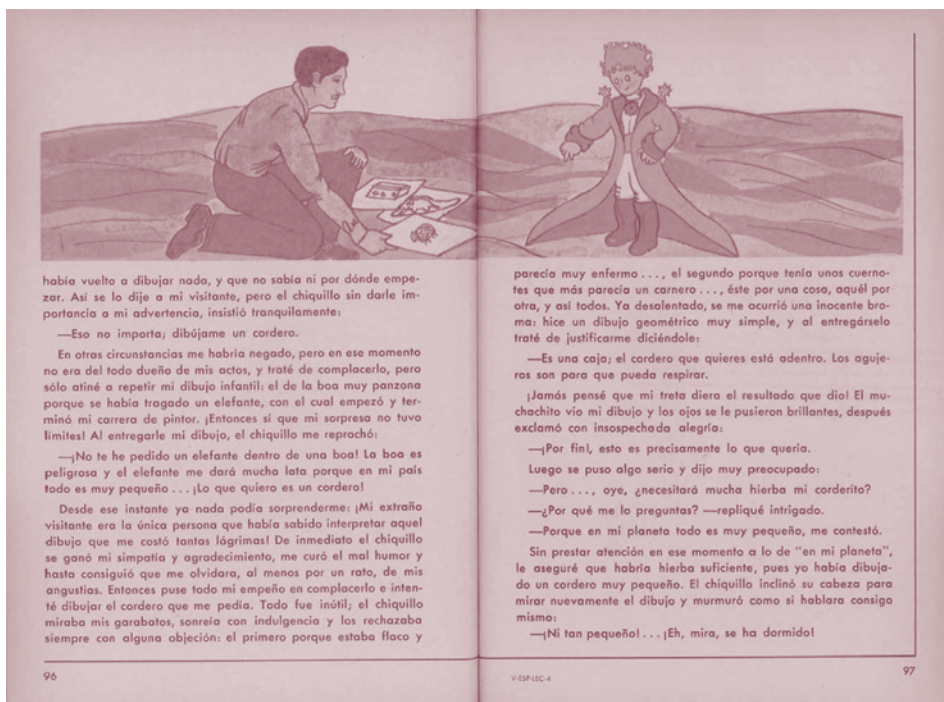 había vuelto a dibujar nada, y que no sabía ni por dónde empe-
zar. Así se lo dije a mi visitante, pero el chiquillo sin darle im-
portancia a mi advertencia, insistió tranquilamente:
—Eso no importa; dibújame un cordero.
En otras circunstancias me habría negado, pero en ese momento
no era del todo dueño de mis actos, y traté de complacerlo, pero
sólo atiné a repetir mi dibujo infantil: el de la boa muy panzona
porque se había tragado un elefante, con el cual empezó y ter-
minó mi carrera de pintor. ¡Entonces sí que mi sorpresa no tuvo
límites! Al entregarle mi dibujo, el chiquillo me reprochó:
—¡No te he pedido un elefante dentro de una boa! La boa es
peligrosa y el elefante me dará mucha lata porque en mi país
todo es muy pequeño... ¡Lo que quiero es un cordero!
Desde ese instante ya nada podía sorprenderme: ¡Mi extraño
visitante era la única persona que había sabido interpretar aquel
dibujo que me costó tantas lágrimas! De inmediato el chiquillo
se ganó mi simpatía y agradecimiento, me curó el mal humor y
hasta consiguió que me olvidara, al menos por un rato, de mis
angustias. Entonces puse todo mi empeño en complacerlo e inten-
té dibujar el cordero que me pedía. Todo fue inútil; el chiquillo
miraba mis garabatos, sonreía con indulgencia y los rechazaba
siempre con alguna objeción: el primero porque estaba flaco y
96
parecía muy enfermo..., el segundo porque tenía unos cuerno-
tes que más parecía un carnero..., éste por una cosa, aquél por
otra, y así todos. Ya desalentado, se me ocurrió una inocente bro-
ma: hice un dibujo geométrico muy simple, y al entregárselo
traté de justificarme diciéndole:
—Es una caja; el cordero que quieres está adentro. Los aguje-
ros son para que pueda respirar.
¡Jamás pensé que mi treta diera el resultado que dio! El mu-
chachito vio mi dibujo y los ojos se le pusieron brillantes, después
exclamó con insospechada alegría:
—¡Por fin!, esto es precisamente lo que quería.
Luego se puso algo serio y dijo muy preocupado:
—Pero..., oye, ¿necesitará mucha hierba mi corderito?
—¿Por qué me lo preguntas? —repliqué intrigado.
—Porque en mi planeta todo es muy pequeño, me contestó.
Sin prestar atención en ese momento a lo de "en mi planeta",
le aseguré que habría hierba suficiente, pues yo había dibuja-
do un cordero muy pequeño. El chiquillo inclinó su cabeza para
mirar nuevamente el dibujo y murmuró como si hablara consigo
mismo:
—¡Ni tan pequeño!... ¡Eh, mira, se ha dormido!
V-ESP-LEC-4
97